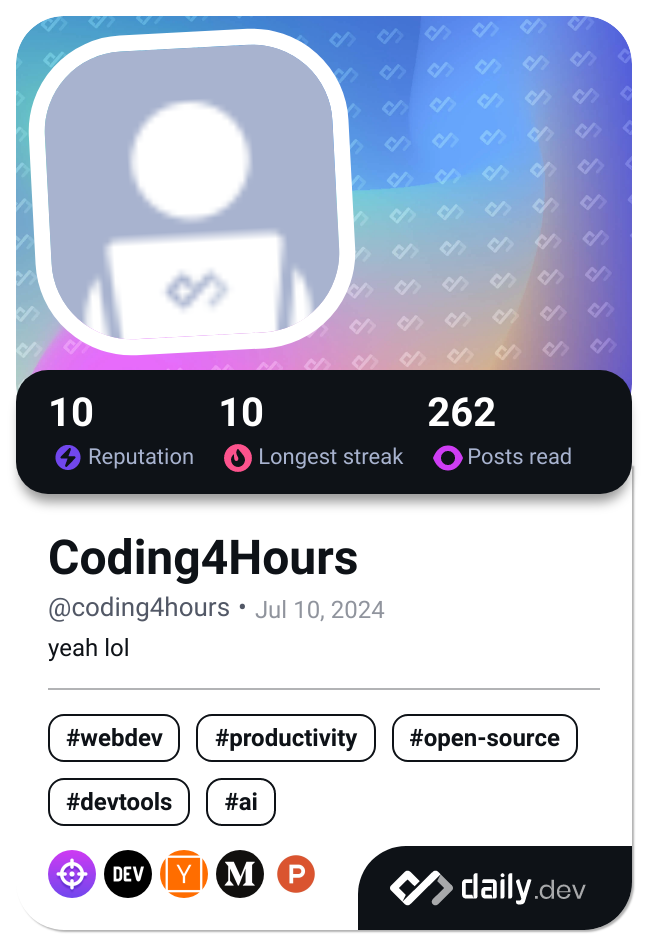 10 10 262
Reputation Longest streak Posts read
Coding4Hours
@coding4hours • Jul 10, 2024
yeah lol
#webdev #productivity #open-source
#devtools #ai
DEV Y M P daily.dev